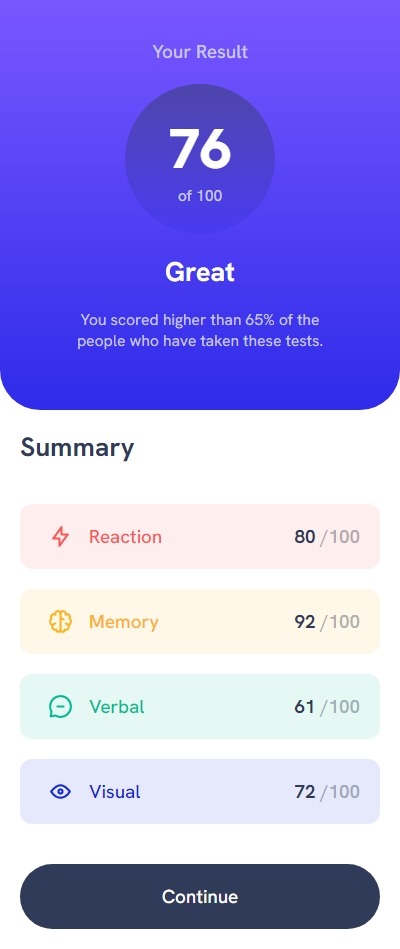 Your Result
76
of 100
Great
You scored higher than 65% of the
people who have taken these tests.
Summary
Reaction 80 /100
Memory 92 /100
Verbal 61 /100
Visual 72 /100
Continue